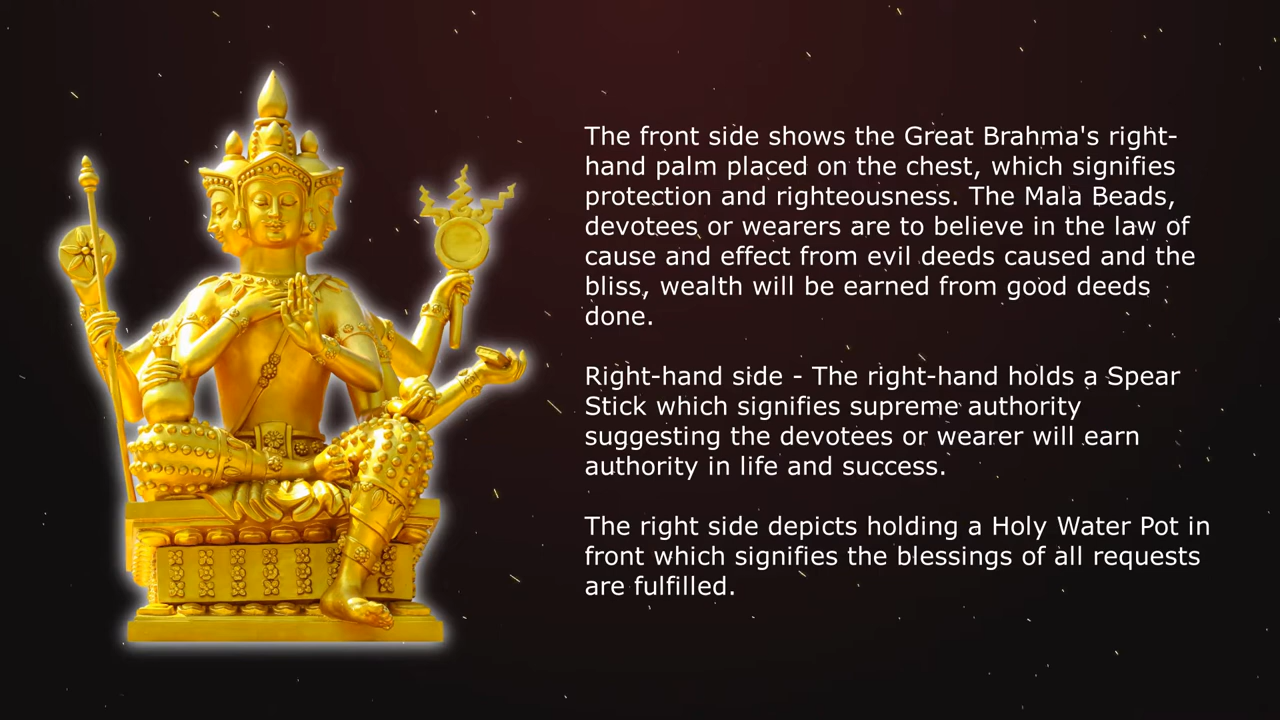 The front side shows the Great Brahma's right-
hand palm placed on the chest, which signifies
protection and righteousness. The Mala Beads,
devotees or wearers are to believe in the law of
cause and effect from evil deeds caused and the
bliss, wealth will be earned from good deeds
done.
Right-hand side - The right-hand holds a Spear
Stick which signifies supreme authority
suggesting the devotees or wearer will earn
authority in life and success.
The right side depicts holding a Holy Water Pot in
front which signifies the blessings of all requests
are fulfilled.